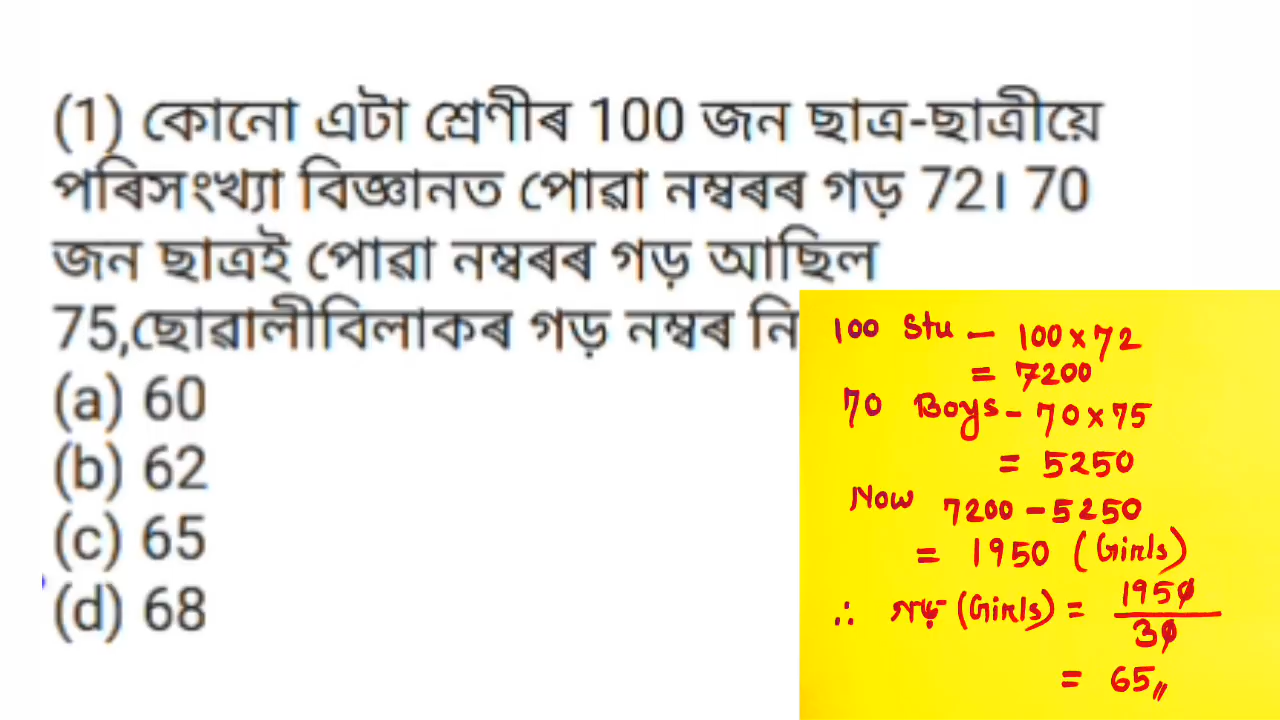 (1) কোনো এটা শ্ৰেণীৰ 100 জন ছাত্ৰ-ছাত্ৰীয়ে
পৰিসংখ্যা বিজ্ঞানত পোৱা নম্বৰৰ গড় 72। 70
জন ছাত্ৰই পোৱা নম্বৰৰ গড় আছিল
75,ছোৱালীবিলাকৰ গড় নম্বৰ নি
(a) 60
(b) 62
(c) 65
(d) 68
100 Stu - 100 x 72
= 7200
70 Boys - 70 x 75
= 5250
Now 7200 - 5250
= 1950 (Girls)
∴ গড় (Girls) = 1950
30
= 65,,